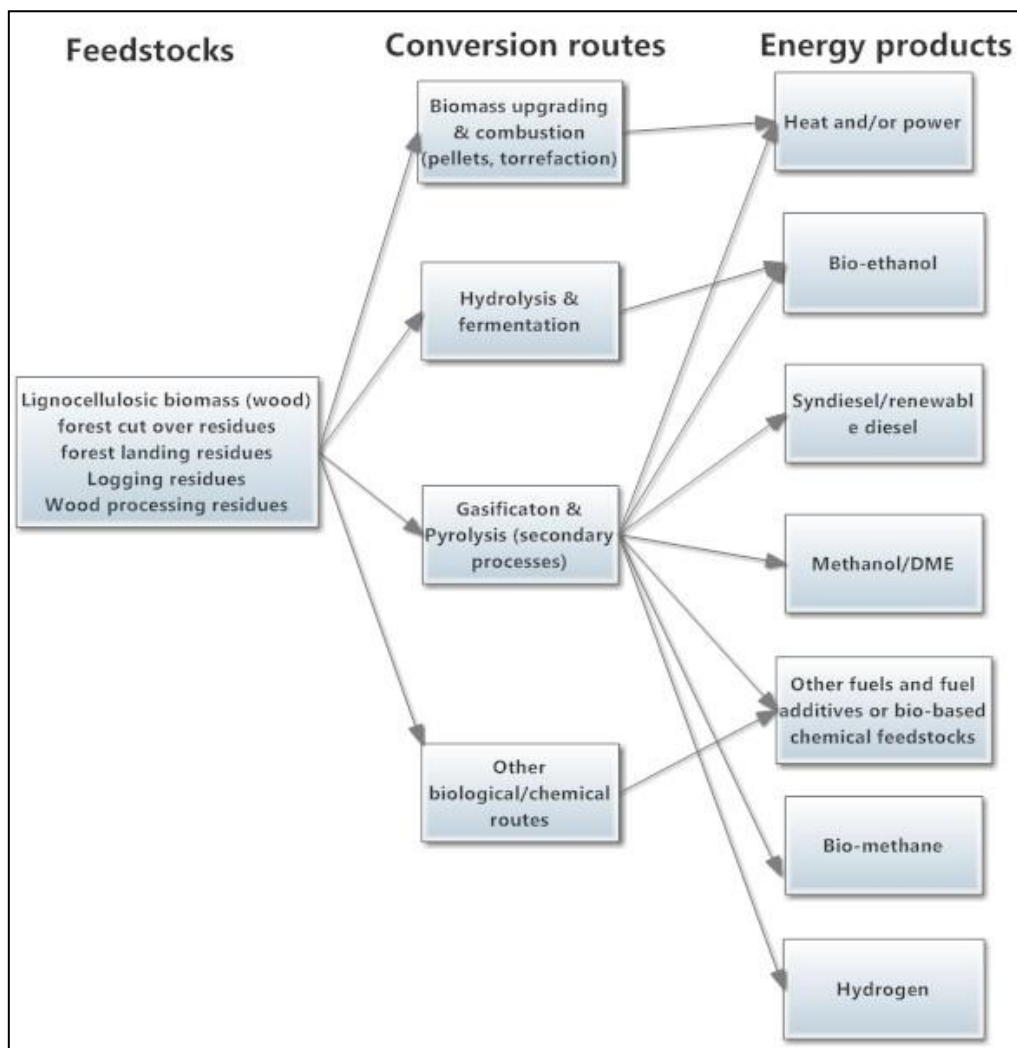 Feedstocks
Conversion routes
Energy products
Lignocellulosic biomass (wood)
forest cut over residues
forest landing residues
Logging residues
Wood processing residues
Biomass upgrading
& combustion
(pellets, torrefaction)
Hydrolysis &
fermentation
Gasificaton &
Pyrolysis (secondary
processes)
Other
biological/chemical
routes
Heat and/or power
Bio-ethanol
Syndiesel/renewabl
e diesel
Methanol/DME
Other fuels and fuel
additives or bio-based
chemical feedstocks
Bio-methane
Hydrogen